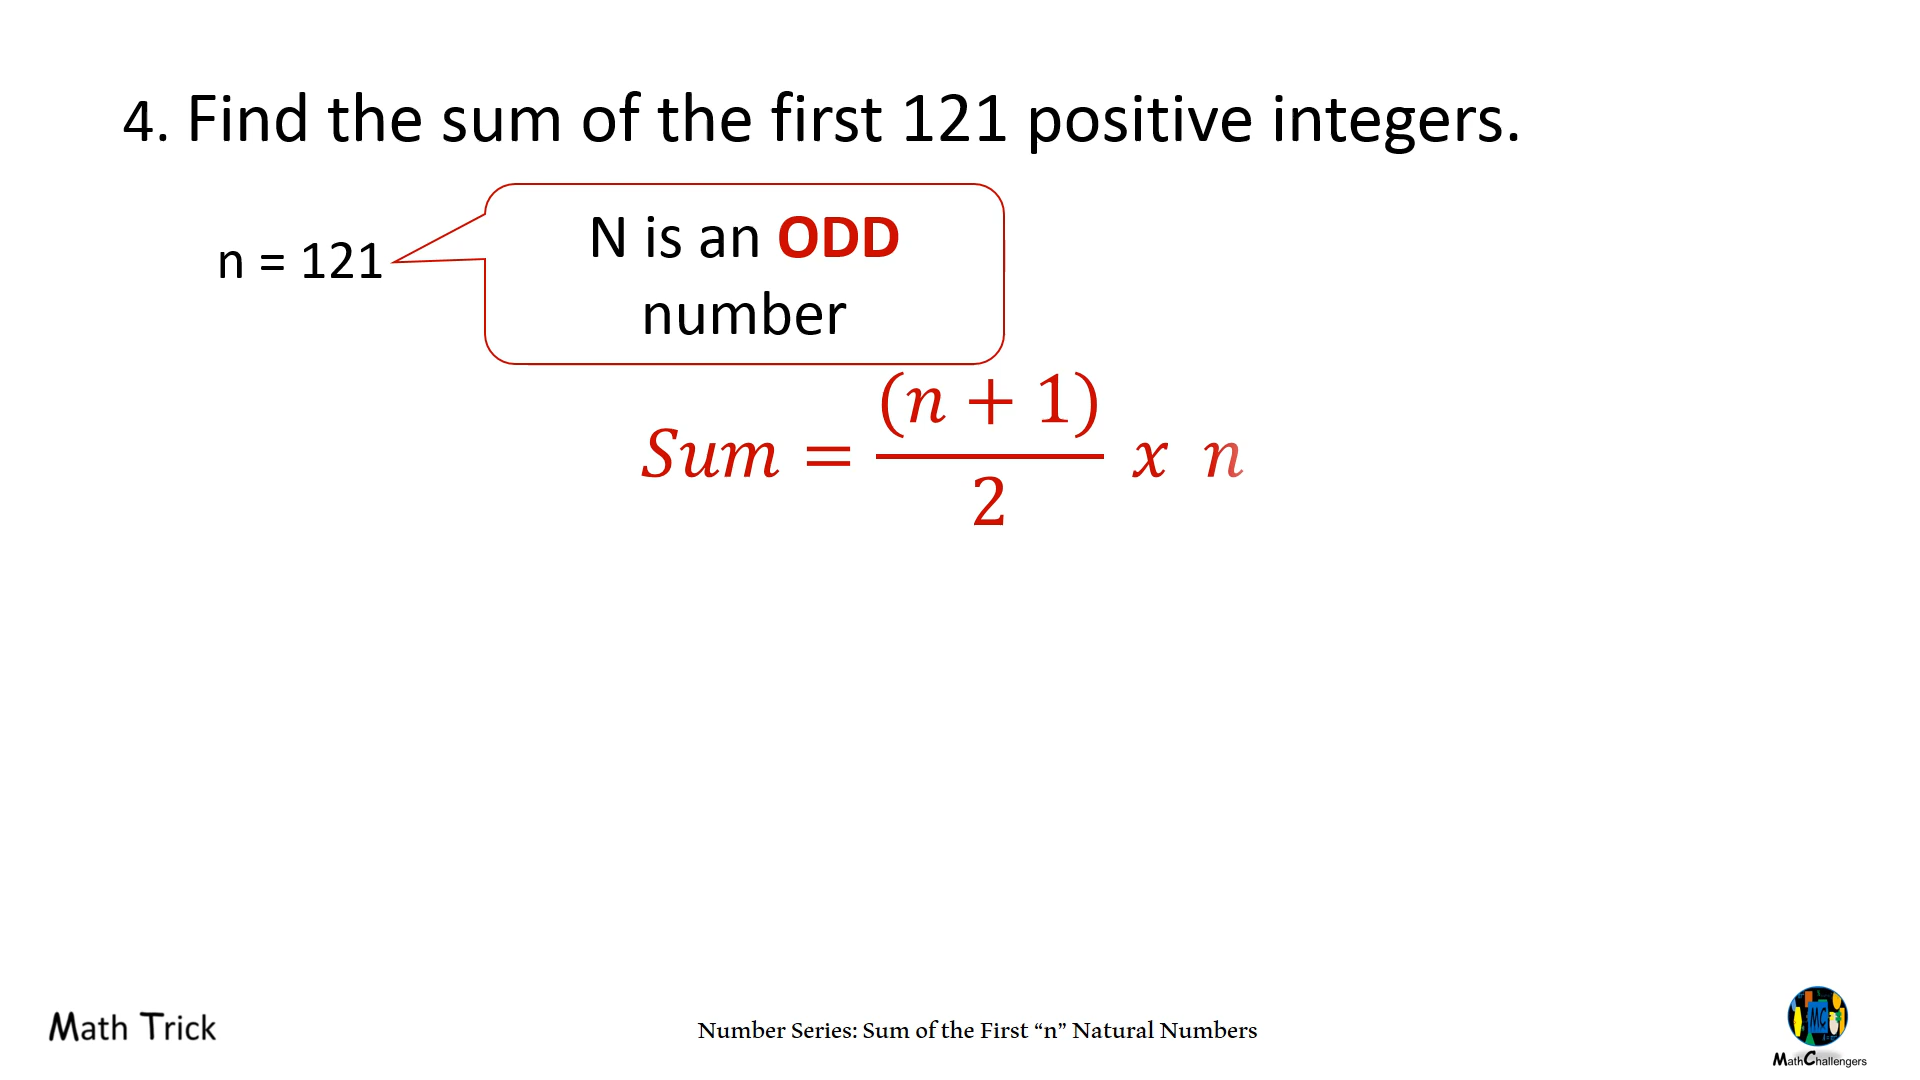 4. Find the sum of the first 121 positive integers.
n = 121
N is an ODD
number
Sum = (n + 1)/2 x n
Math Trick
Number Series: Sum of the First “n” Natural Numbers
MC
MathChallengers